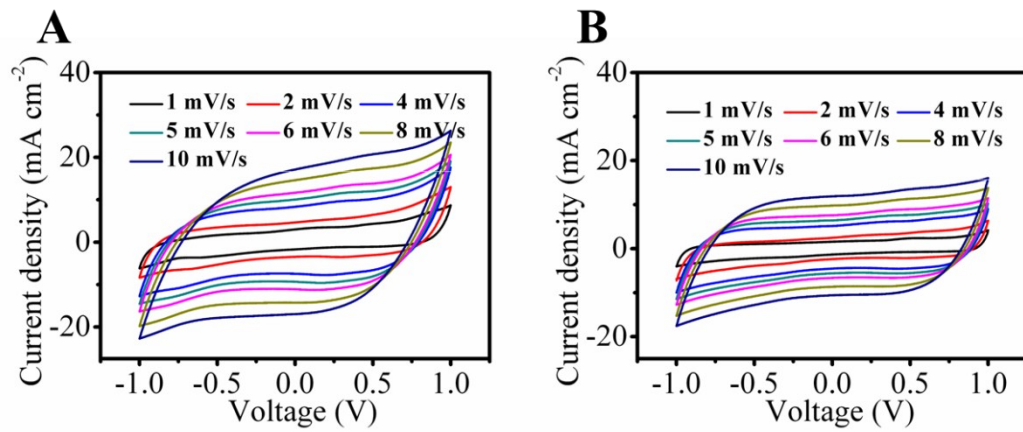 A
Current density (mA cm-2)
40
20
0
-20
1 mV/s 2 mV/s 4 mV/s
5 mV/s 6 mV/s 8 mV/s
10 mV/s
-1.0 -0.5 0.0 0.5 1.0
Voltage (V)
B
Current density (mA cm-2)
40
20
0
-20
1 mV/s 2 mV/s 4 mV/s
5 mV/s 6 mV/s 8 mV/s
10 mV/s
-1.0 -0.5 0.0 0.5 1.0
Voltage (V)